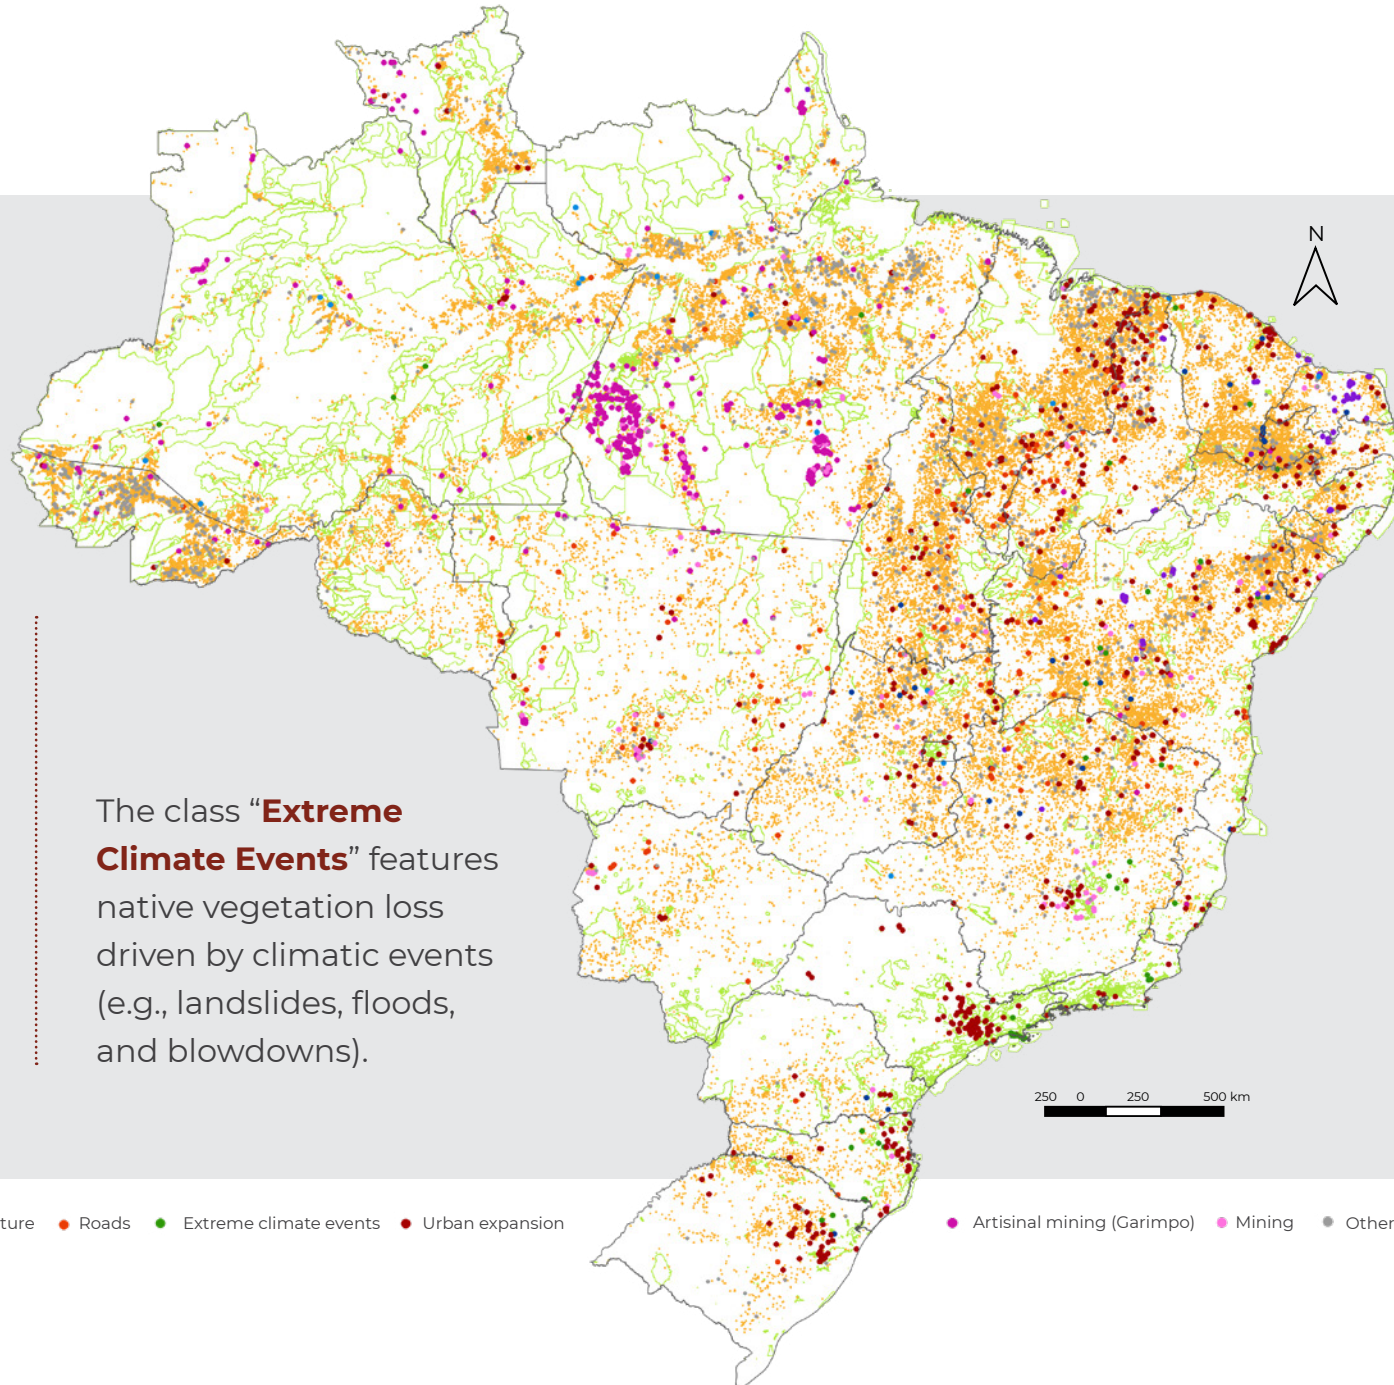 N
The class “Extreme
Climate Events” features
native vegetation loss
driven by climatic events
(e.g., landslides, floods,
and blowdowns).
250 0 250 500 km
ture Roads Extreme climate events Urban expansion Artisinal mining (Garimpo) Mining Other